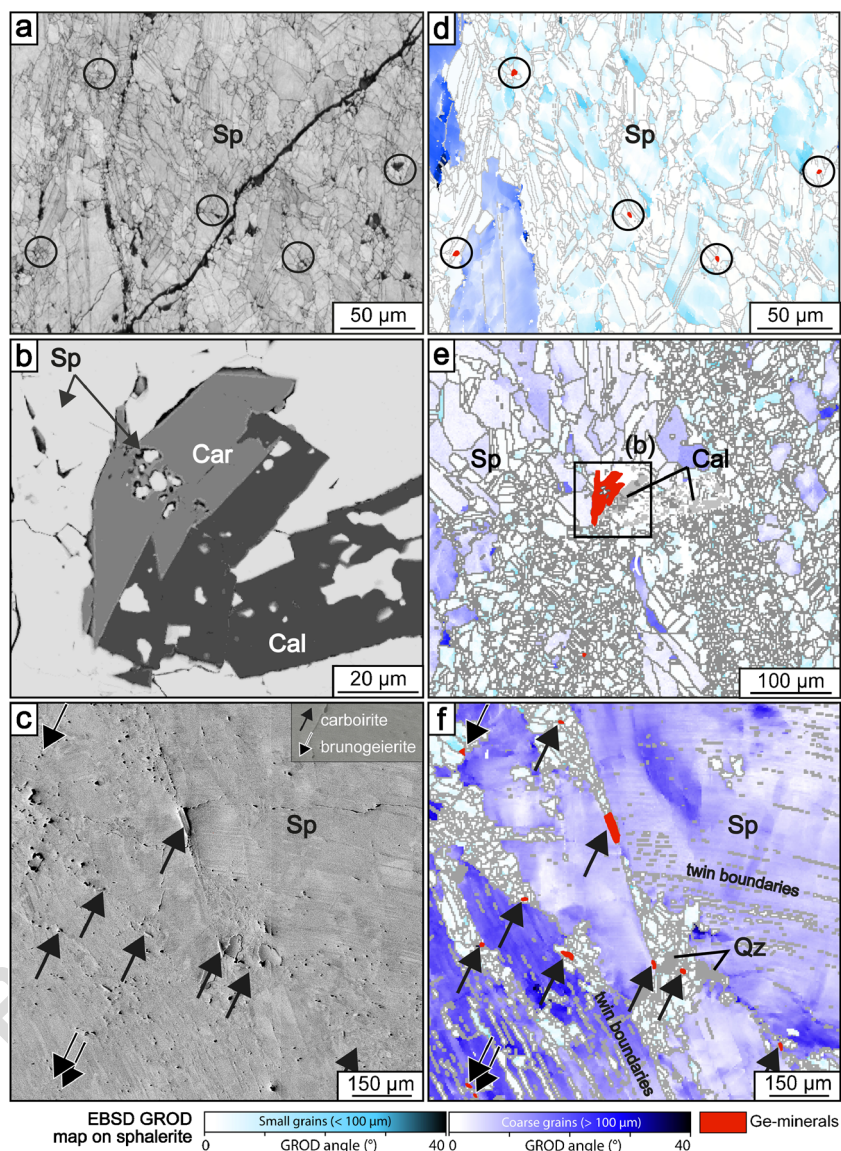 a
Sp
50 µm
d
Sp
50 µm
b
Sp
Car
Cal
20 µm
e
Sp
(b)
Cal
100 µm
c
carboirite
brunogeierite
Sp
150 µm
f
Sp
twin boundaries
Qz
twin boundaries
150 µm
EBSD GROD
map on sphalerite
Small grains (< 100 µm)
0 GROD angle (°) 40
Coarse grains (> 100 µm)
0 GROD angle (°) 40
Ge-minerals